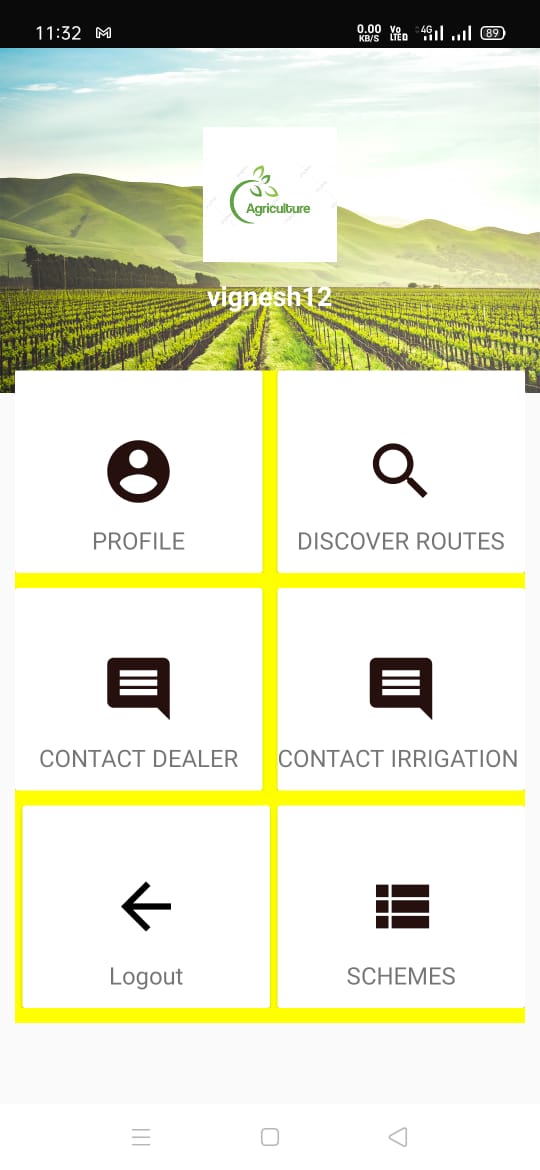 11:32
0.00 KB/S
Vo LTE
4G
89
Agriculture
vignesh12
PROFILE
DISCOVER ROUTES
CONTACT DEALER
CONTACT IRRIGATION
Logout
SCHEMES